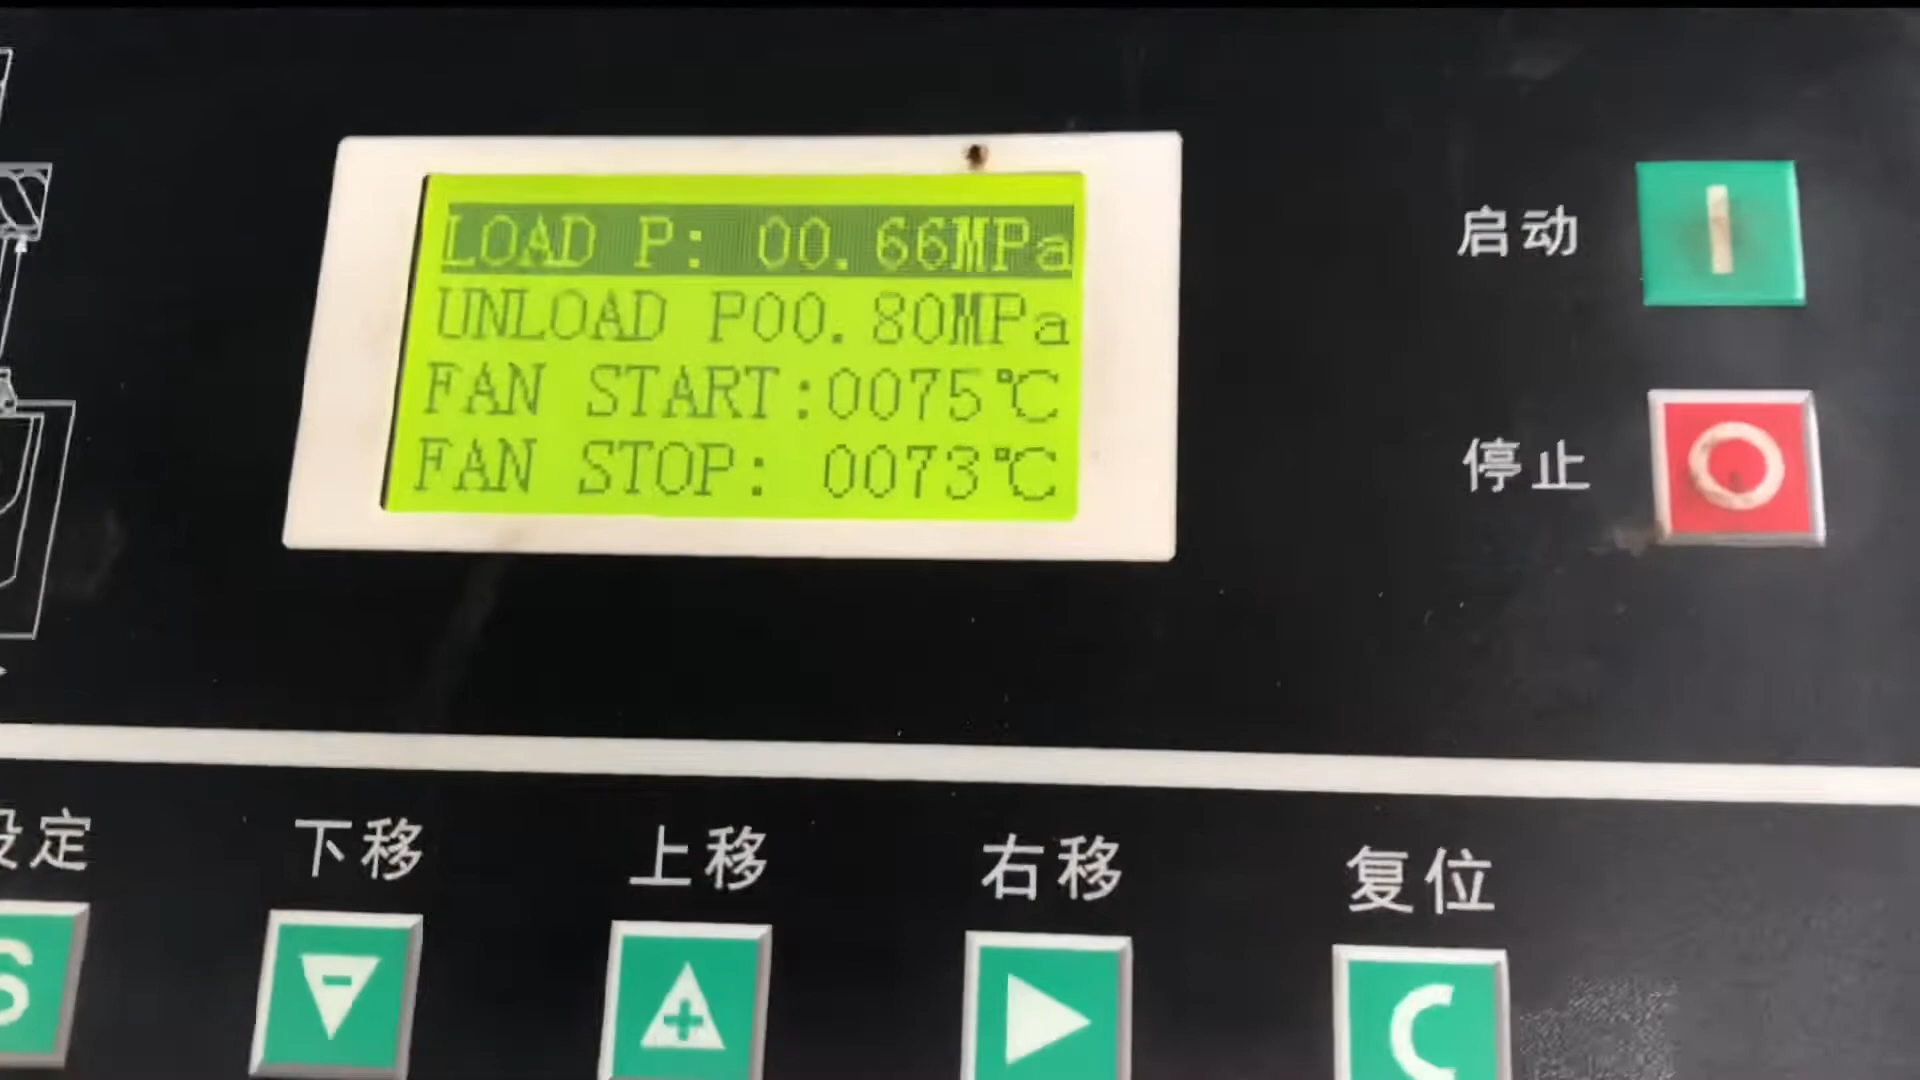 LOAD P: 00.66MPa
UNLOAD P00.80MPa
FAN START:0075℃
FAN STOP: 0073℃
启动
停止
设定
下移
上移
右移
复位
S
-
+
C